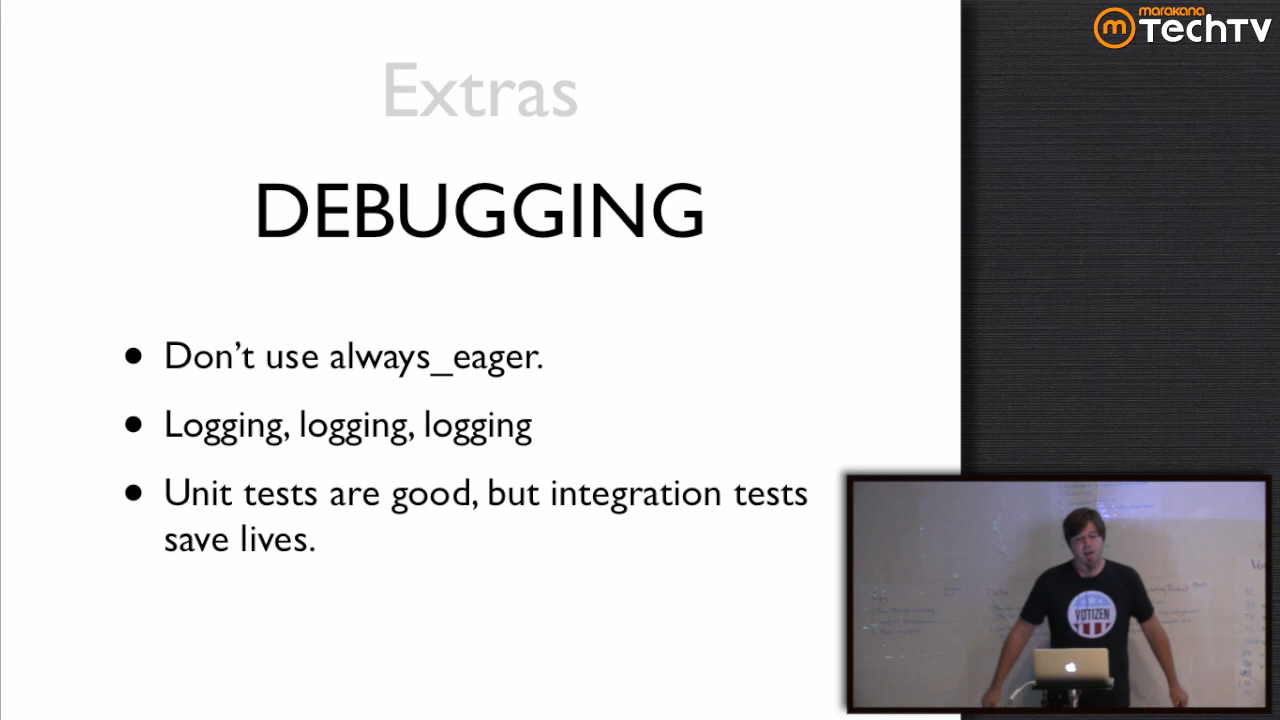 marakana
TechTV
Extras
DEBUGGING
• Don't use always_eager.
• Logging, logging, logging
• Unit tests are good, but integration tests
save lives.
VOTIZEN